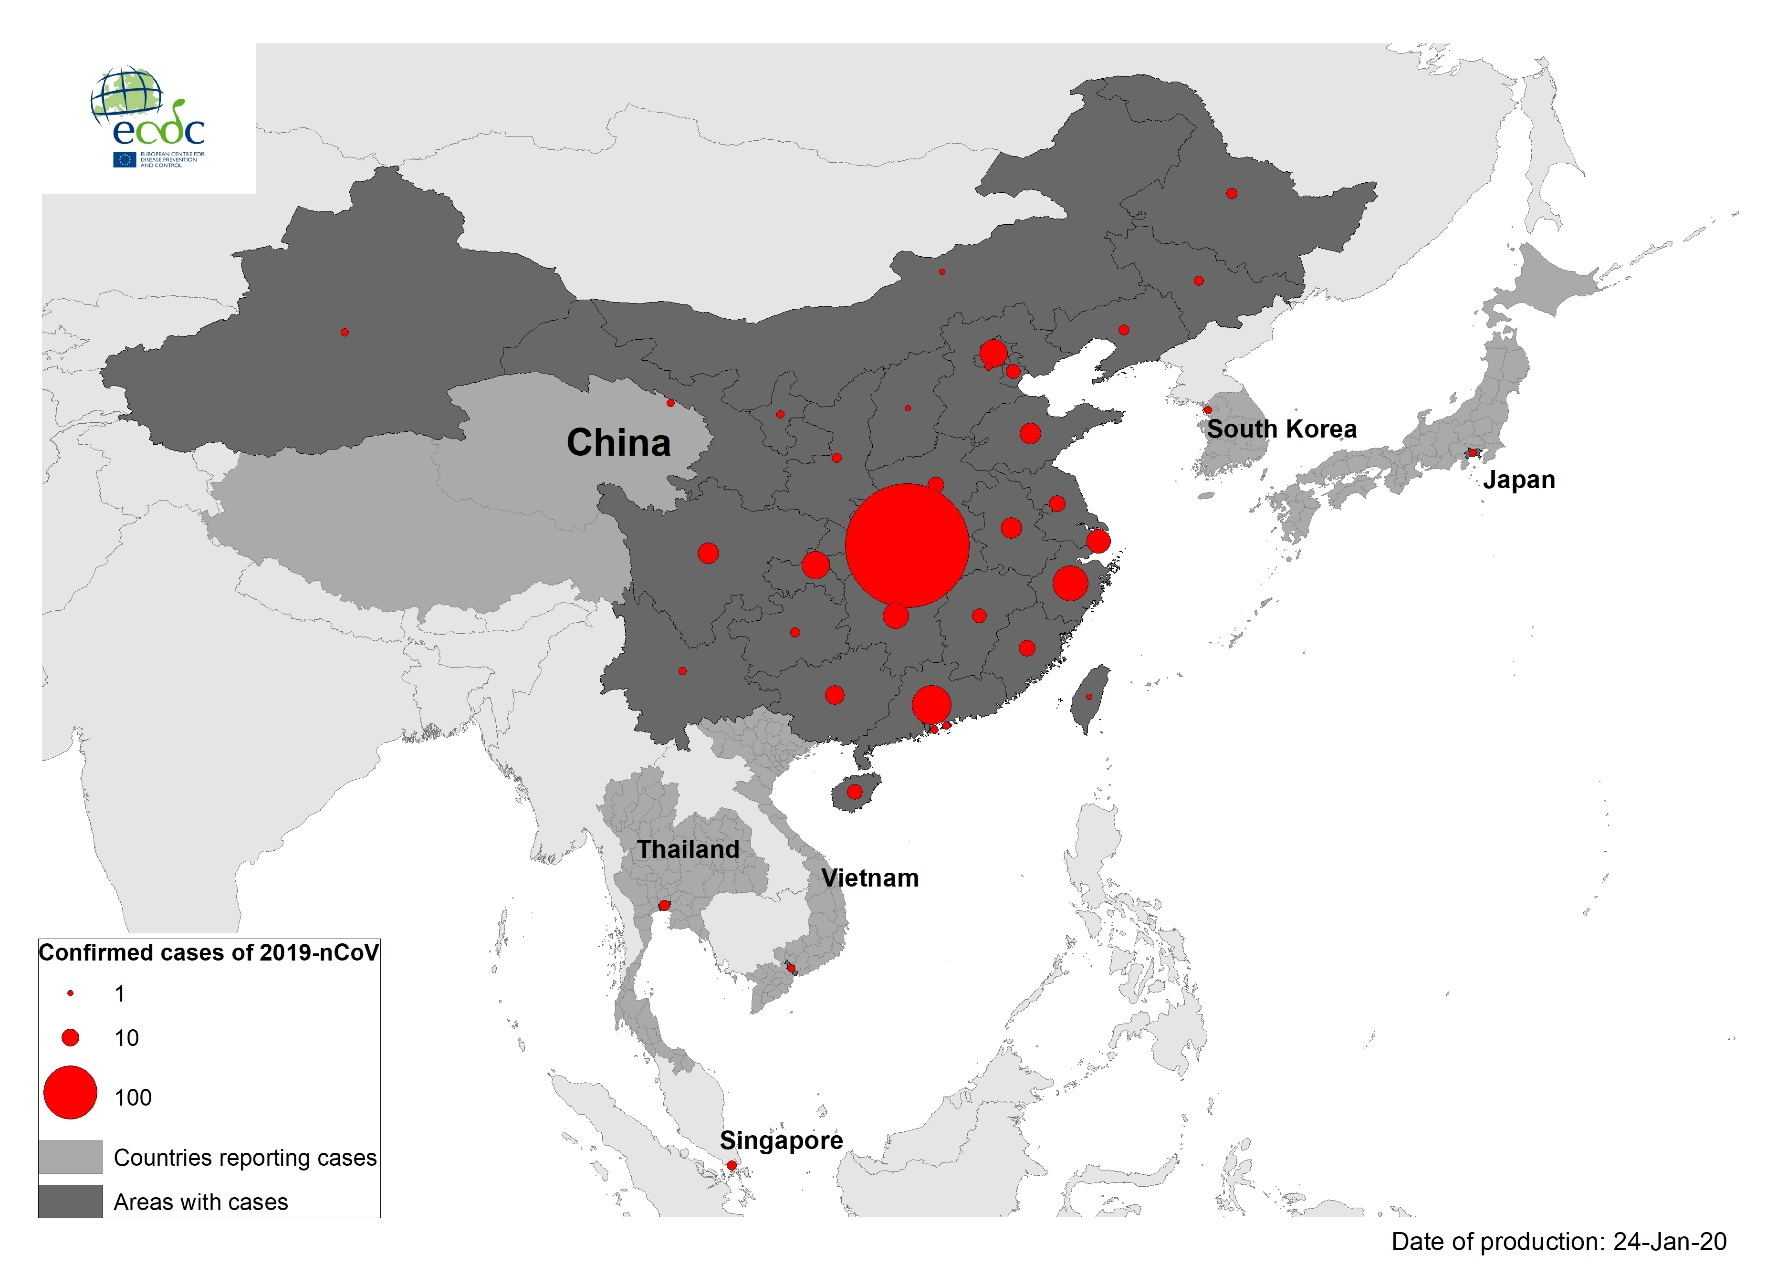 ecdc
EUROPEAN CENTRE FOR
DISEASE PREVENTION
AND CONTROL
China
South Korea
Japan
Thailand
Vietnam
Singapore
Confirmed cases of 2019-nCoV
1
10
100
Countries reporting cases
Areas with cases
Date of production: 24-Jan-20